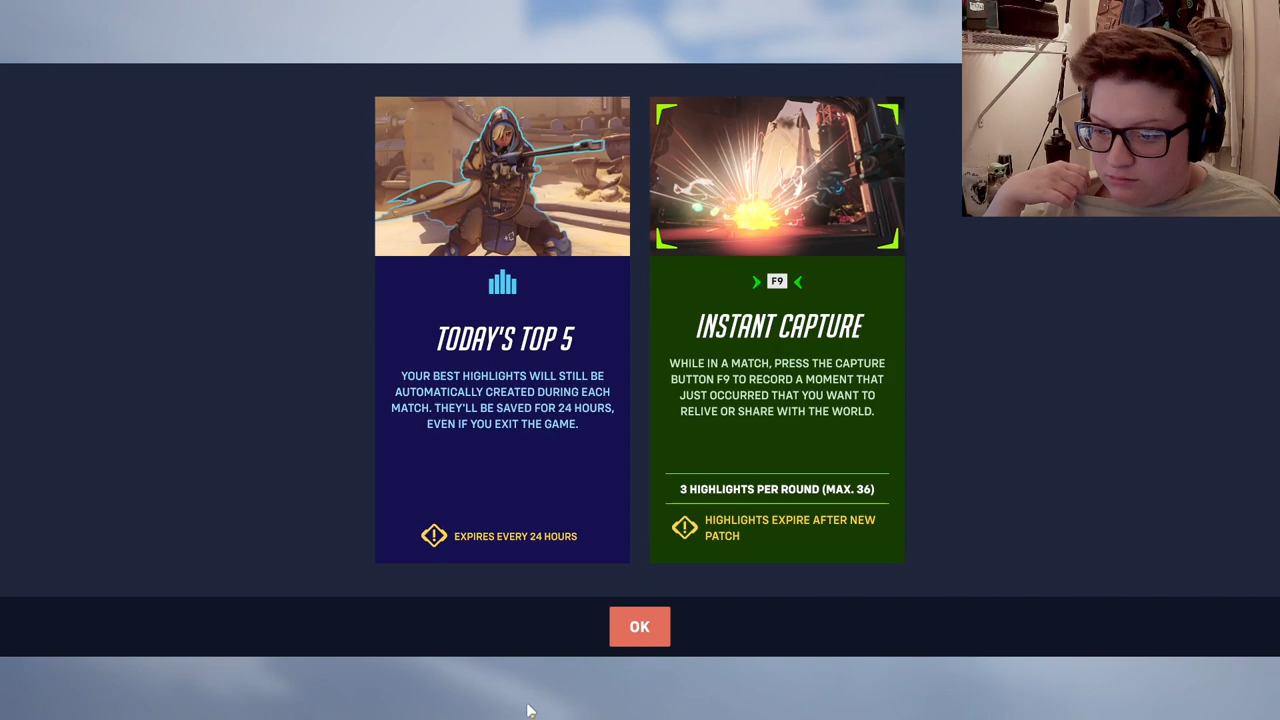 TODAY'S TOP 5
YOUR BEST HIGHLIGHTS WILL STILL BE
AUTOMATICALLY CREATED DURING EACH
MATCH. THEY'LL BE SAVED FOR 24 HOURS,
EVEN IF YOU EXIT THE GAME.
EXPIRES EVERY 24 HOURS
F9
INSTANT CAPTURE
WHILE IN A MATCH, PRESS THE CAPTURE
BUTTON F9 TO RECORD A MOMENT THAT
JUST OCCURRED THAT YOU WANT TO
RELIVE OR SHARE WITH THE WORLD.
3 HIGHLIGHTS PER ROUND (MAX. 36)
HIGHLIGHTS EXPIRE AFTER NEW
PATCH
OK